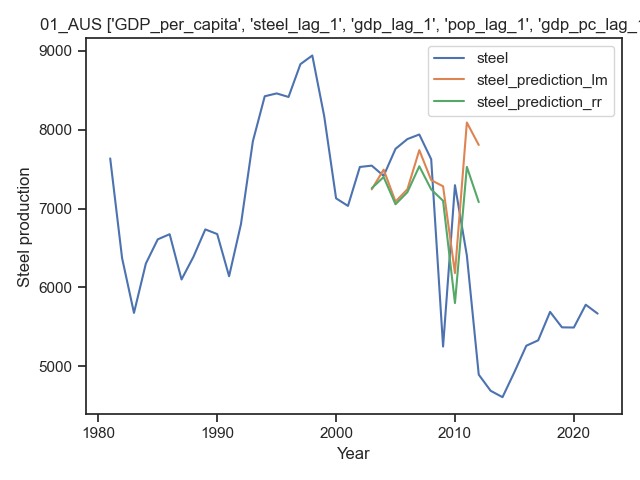 01_AUS ['GDP_per_capita', 'steel_lag_1', 'gdp_lag_1', 'pop_lag_1', 'gdp_pc_lag_1
9000
8000
7000
6000
5000
Steel production
steel
steel_prediction_lm
steel_prediction_rr
1980
1990
2000
2010
2020
Year